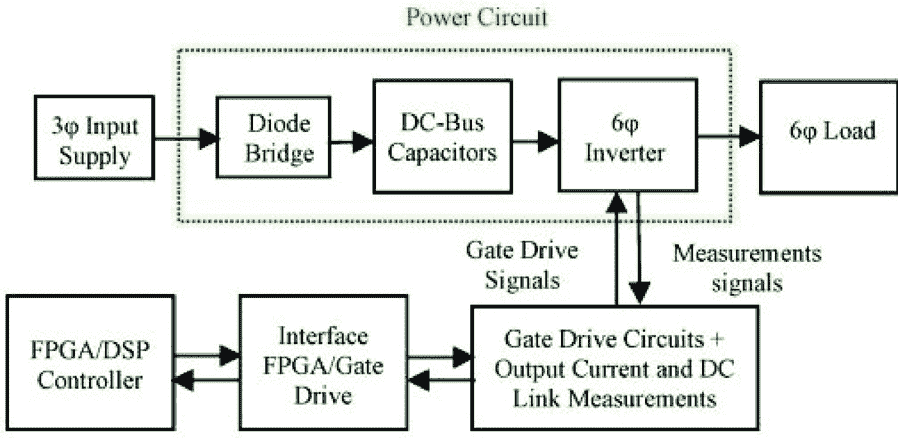 Power Circuit
3φ Input
Supply
Diode
Bridge
DC-Bus
Capacitors
6φ
Inverter
6φ Load
Gate Drive
Signals
Measurements
signals
FPGA/DSP
Controller
Interface
FPGA/Gate
Drive
Gate Drive Circuits +
Output Current and DC
Link Measurements